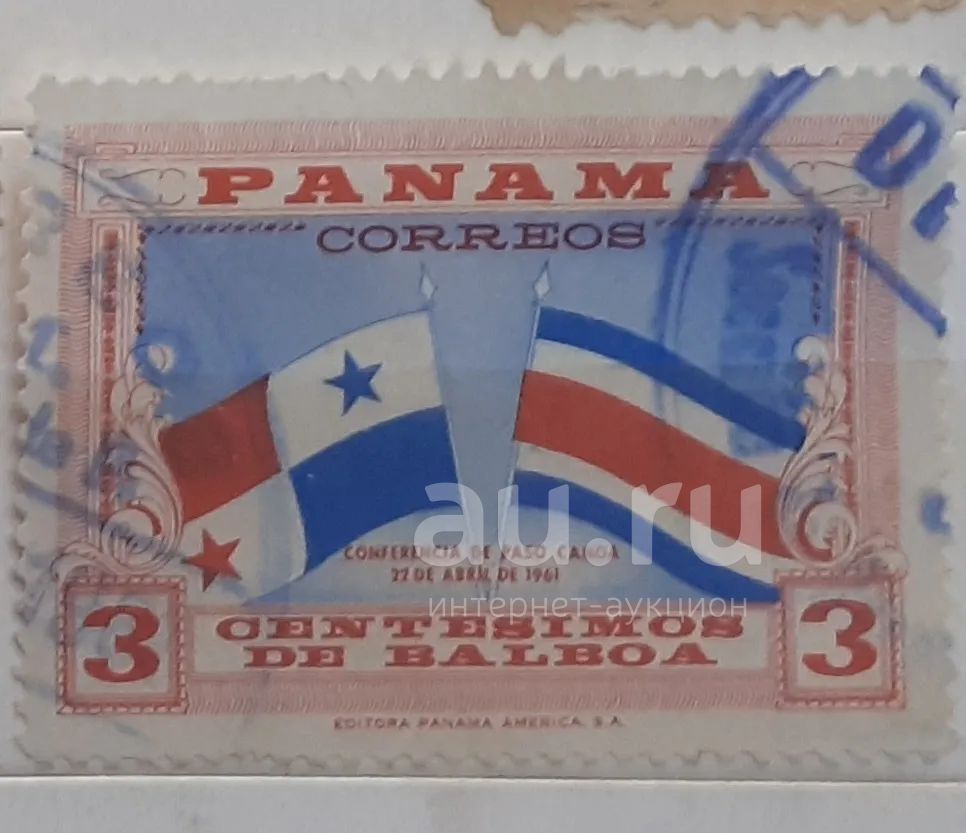 PANAMA
CORREOS
CONFERENCIA DE PASO CANOA
22 DE ABRIL DE 1961
3 CENTESIMOS 3
DE BALBOA
EDITORA PANAMA AMERICA, S.A.
au.ru
интернет-аукцион